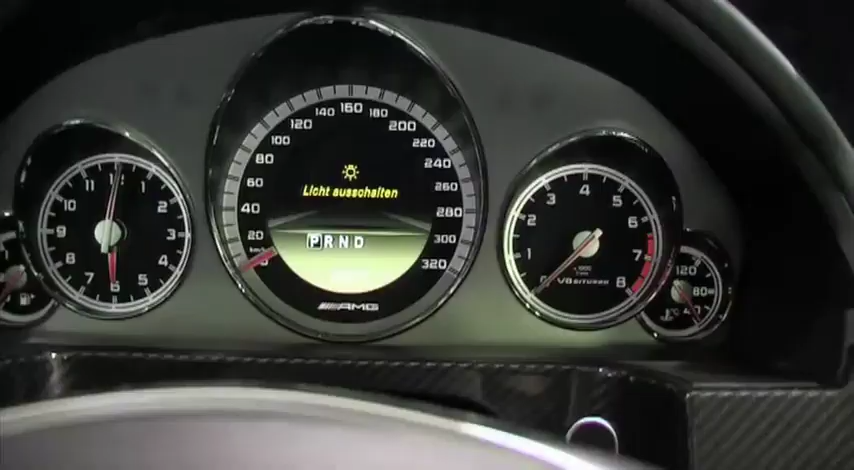 11 12 1
10 2
9 3
8 4
7 6 5
20 40 60 80 100 120 140 160 180 200 220 240 260 280 300 320
km/h
Licht ausschalten
P R N D
AMG
1 2 3 4 5 6 7 8
V8 BITURBO
120
80
40
°C